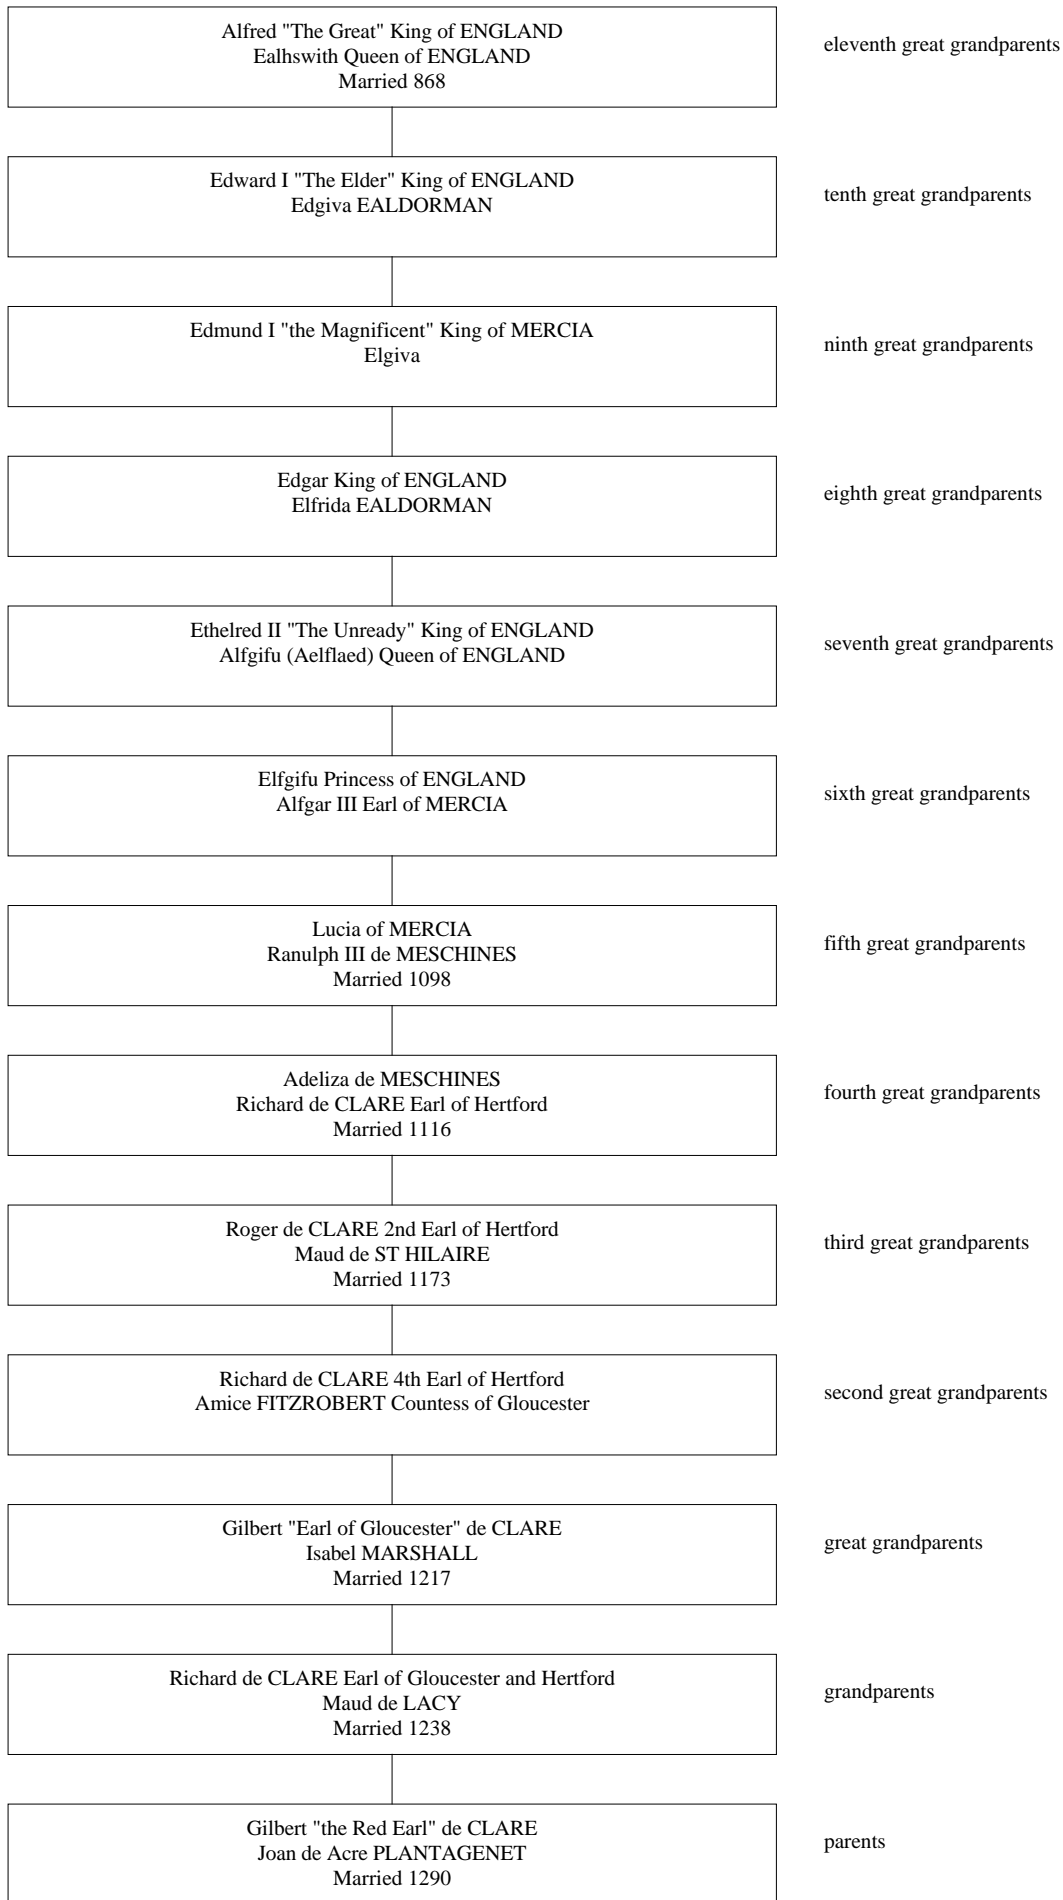 Alfred "The Great" King of ENGLAND
Ealhswith Queen of ENGLAND
Married 868
eleventh great grandparents
Edward I "The Elder" King of ENGLAND
Edgiva EALDORMAN
tenth great grandparents
Edmund I "the Magnificent" King of MERCIA
Elgiva
ninth great grandparents
Edgar King of ENGLAND
Elfrida EALDORMAN
eighth great grandparents
Ethelred II "The Unready" King of ENGLAND
Alfgifu (Aelflaed) Queen of ENGLAND
seventh great grandparents
Elfgifu Princess of ENGLAND
Alfgar III Earl of MERCIA
sixth great grandparents
Lucia of MERCIA
Ranulph III de MESCHINES
Married 1098
fifth great grandparents
Adeliza de MESCHINES
Richard de CLARE Earl of Hertford
Married 1116
fourth great grandparents
Roger de CLARE 2nd Earl of Hertford
Maud de ST HILAIRE
Married 1173
third great grandparents
Richard de CLARE 4th Earl of Hertford
Amice FITZROBERT Countess of Gloucester
second great grandparents
Gilbert "Earl of Gloucester" de CLARE
Isabel MARSHALL
Married 1217
great grandparents
Richard de CLARE Earl of Gloucester and Hertford
Maud de LACY
Married 1238
grandparents
Gilbert "the Red Earl" de CLARE
Joan de Acre PLANTAGENET
Married 1290
parents